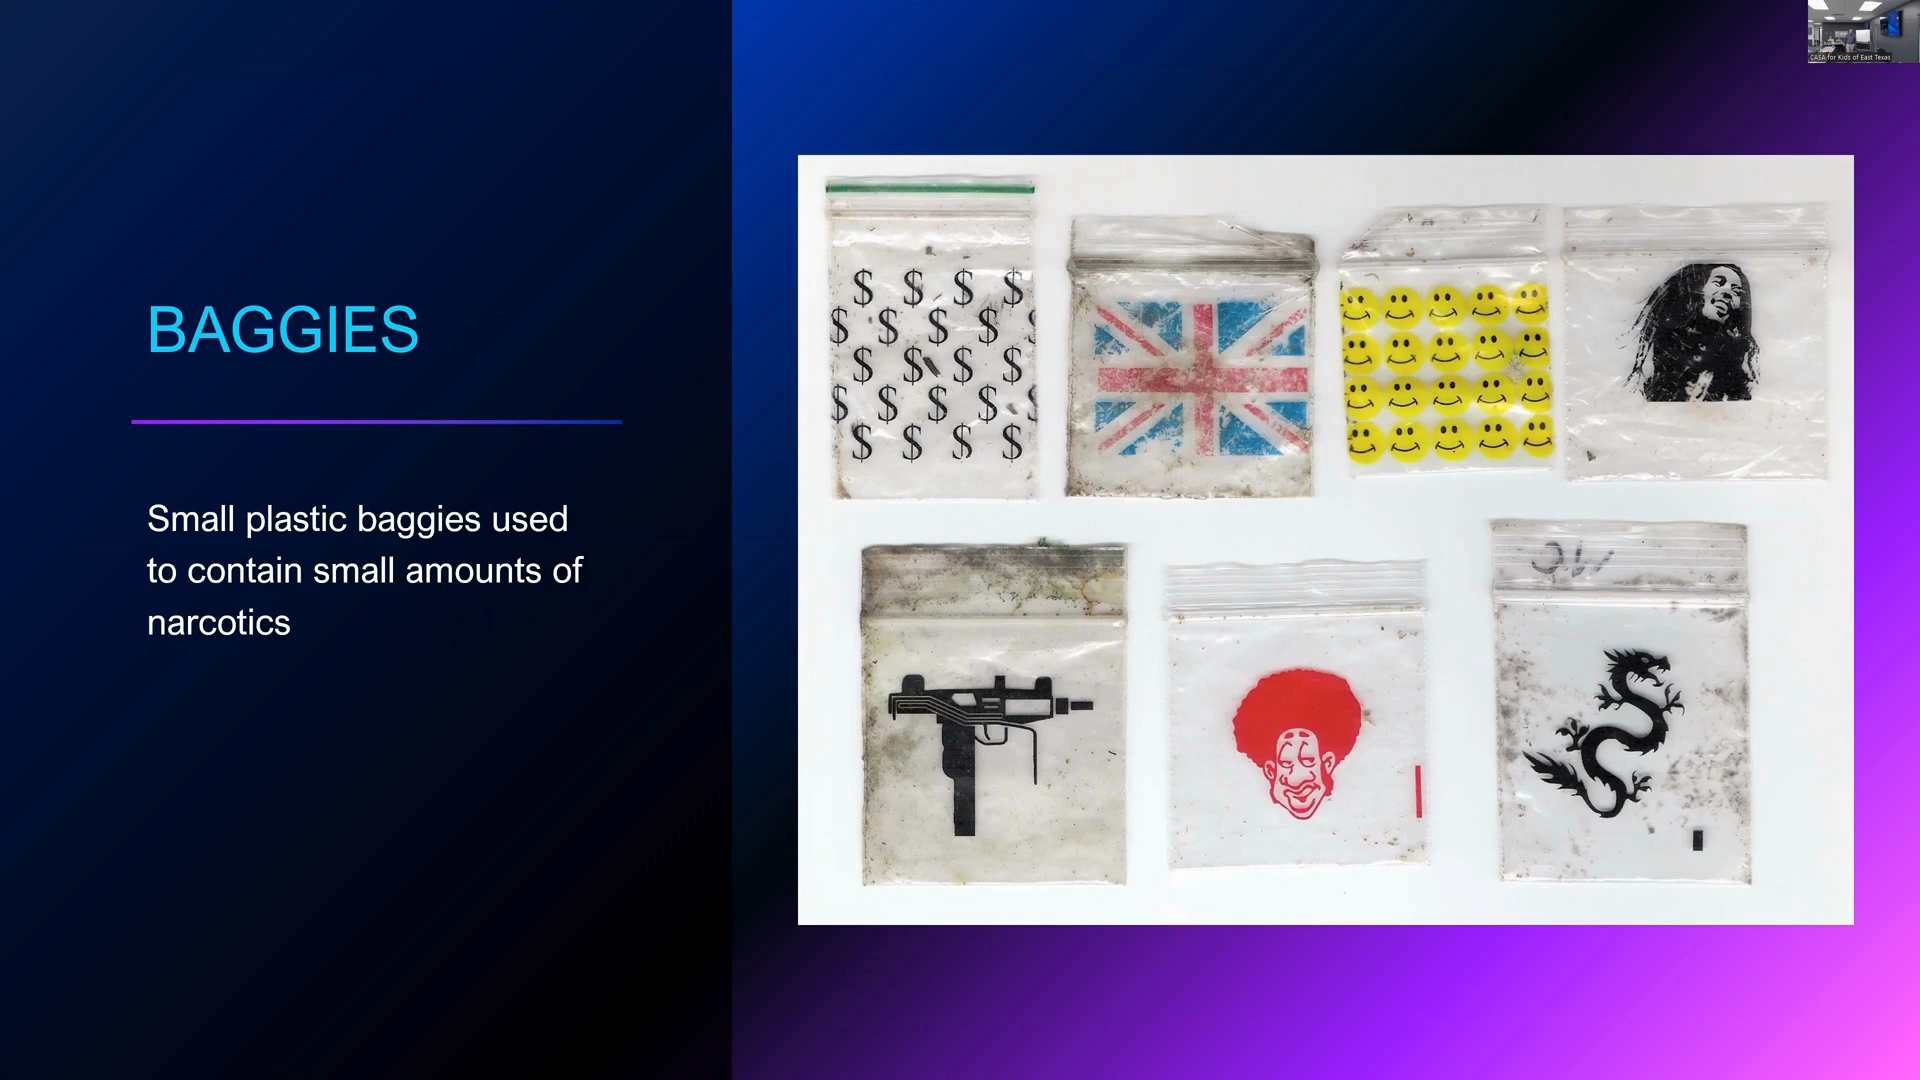 CASA for Kids of East Texas
BAGGIES
Small plastic baggies used
to contain small amounts of
narcotics
$ $ $ $
$ $ $ $ $
$ $ $ $
$ $ $ $ $
$ $ $ $